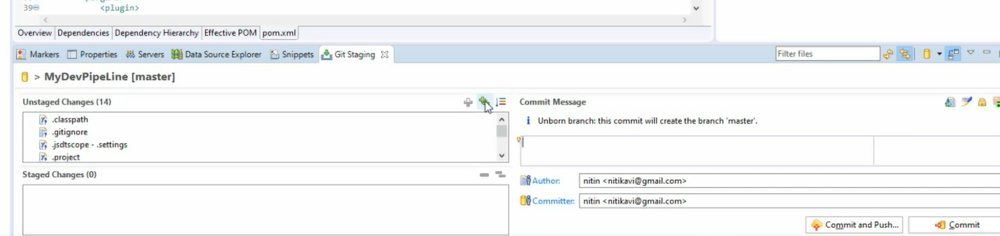 39 <plugin>
Overview Dependencies Dependency Hierarchy Effective POM pom.xml
Markers Properties Servers Data Source Explorer Snippets Git Staging Filter files
> MyDevPipeLine [master]
Unstaged Changes (14)
.classpath
.gitignore
.jsdtscope - .settings
.project
Staged Changes (0)
Commit Message
Unborn branch: this commit will create the branch 'master'.
Author: nitin <nitikavi@gmail.com>
Committer: nitin <nitikavi@gmail.com>
Commit and Push... Commit